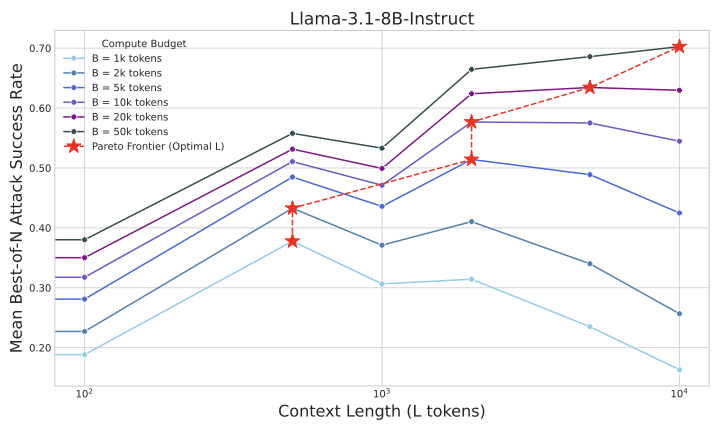 Llama-3.1-8B-Instruct
Mean Best-of-N Attack Success Rate
0.70
0.60
0.50
0.40
0.30
0.20
Compute Budget
B = 1k tokens
B = 2k tokens
B = 5k tokens
B = 10k tokens
B = 20k tokens
B = 50k tokens
Pareto Frontier (Optimal L)
10² 10³ 10⁴
Context Length (L tokens)